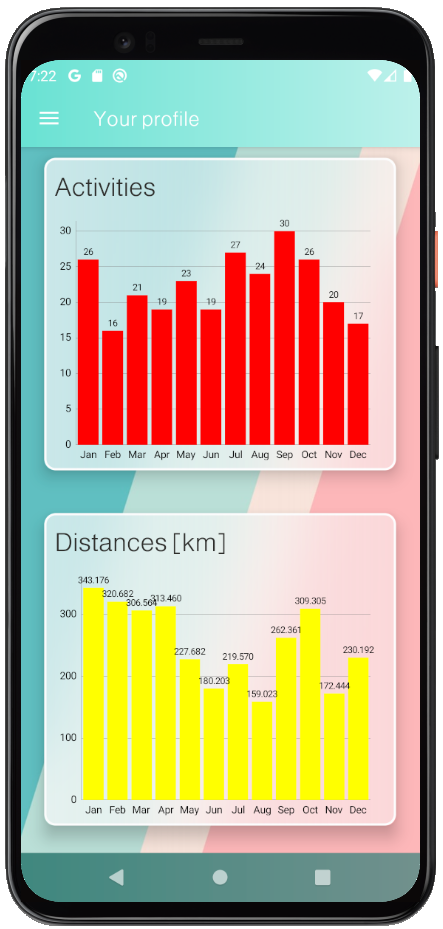 7:22
Your profile
Activities
30
25
20
15
10
5
0
26 16 21 19 23 19 27 24 30 26 20 17
Jan Feb Mar Apr May Jun Jul Aug Sep Oct Nov Dec
Distances [km]
300
200
100
0
343.176 320.682 306.564 313.460 227.682 180.203 219.570 159.023 262.361 309.305 172.444 230.192
Jan Feb Mar Apr May Jun Jul Aug Sep Oct Nov Dec